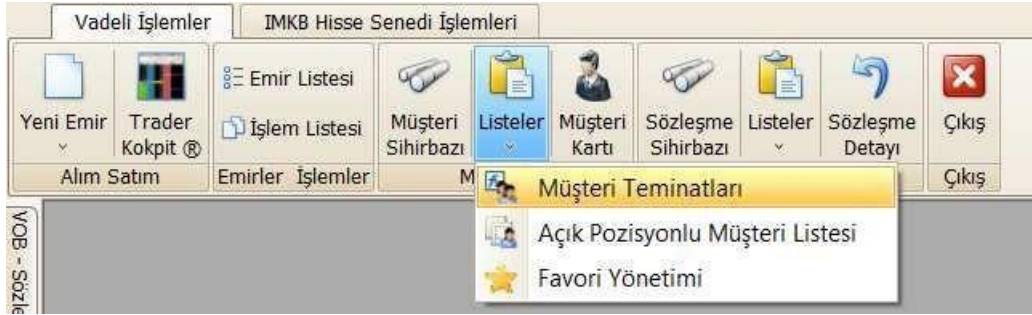 Vadeli İşlemler
IMKB Hisse Senedi İşlemleri
Yeni Emir
Trader
Kokpit ®
Emir Listesi
İşlem Listesi
Müşteri
Sihirbazı
Listeler
Müşteri
Kartı
Sözleşme
Sihirbazı
Listeler
Sözleşme
Detayı
Çıkış
Alım Satım
Emirler İşlemler
M
Çıkış
Müşteri Teminatları
Açık Pozisyonlu Müşteri Listesi
Favori Yönetimi
VOB - Sözle